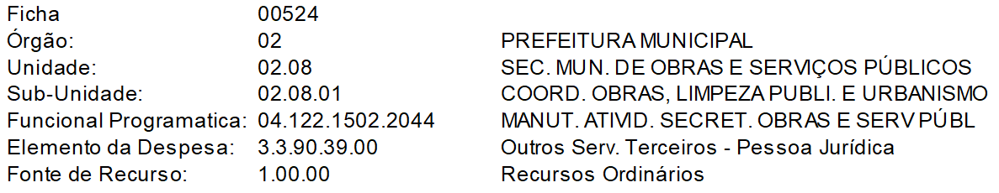 Ficha 00524
Órgão: 02 PREFEITURA MUNICIPAL
Unidade: 02.08 SEC. MUN. DE OBRAS E SERVIÇOS PÚBLICOS
Sub-Unidade: 02.08.01 COORD. OBRAS, LIMPEZA PUBLI. E URBANISMO
Funcional Programatica: 04.122.1502.2044 MANUT. ATIVID. SECRET. OBRAS E SERV PÚBL
Elemento da Despesa: 3.3.90.39.00 Outros Serv. Terceiros - Pessoa Jurídica
Fonte de Recurso: 1.00.00 Recursos Ordinários